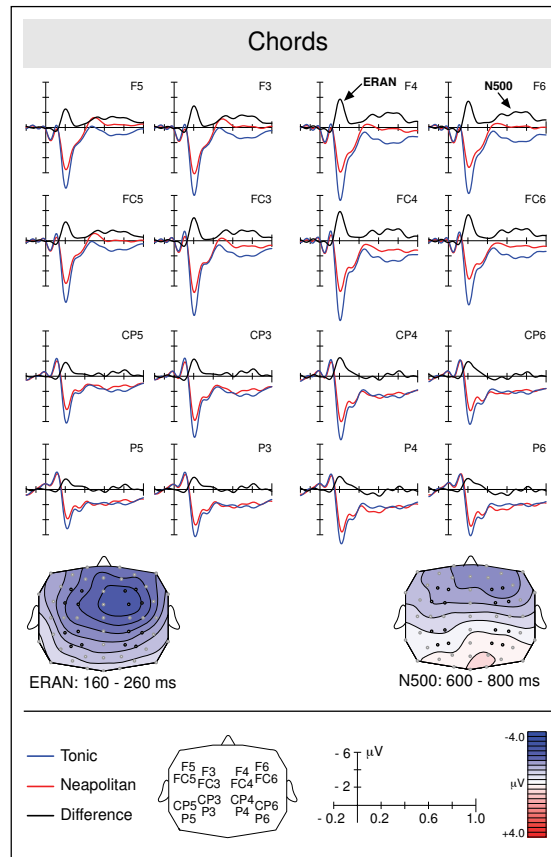 Chords
F5 F3 F4 F6
ERAN
N500
FC5 FC3 FC4 FC6
CP5 CP3 CP4 CP6
P5 P3 P4 P6
ERAN: 160 - 260 ms
N500: 600 - 800 ms
Tonic
Neapolitan
Difference
F5 F3 F4 F6
FC5 FC3 FC4 FC6
CP5 CP3 CP4 CP6
P5 P3 P4 P6
- 6 μV
- 2
- 0.2 0.2 0.6 1.0
-4.0
μV
+4.0